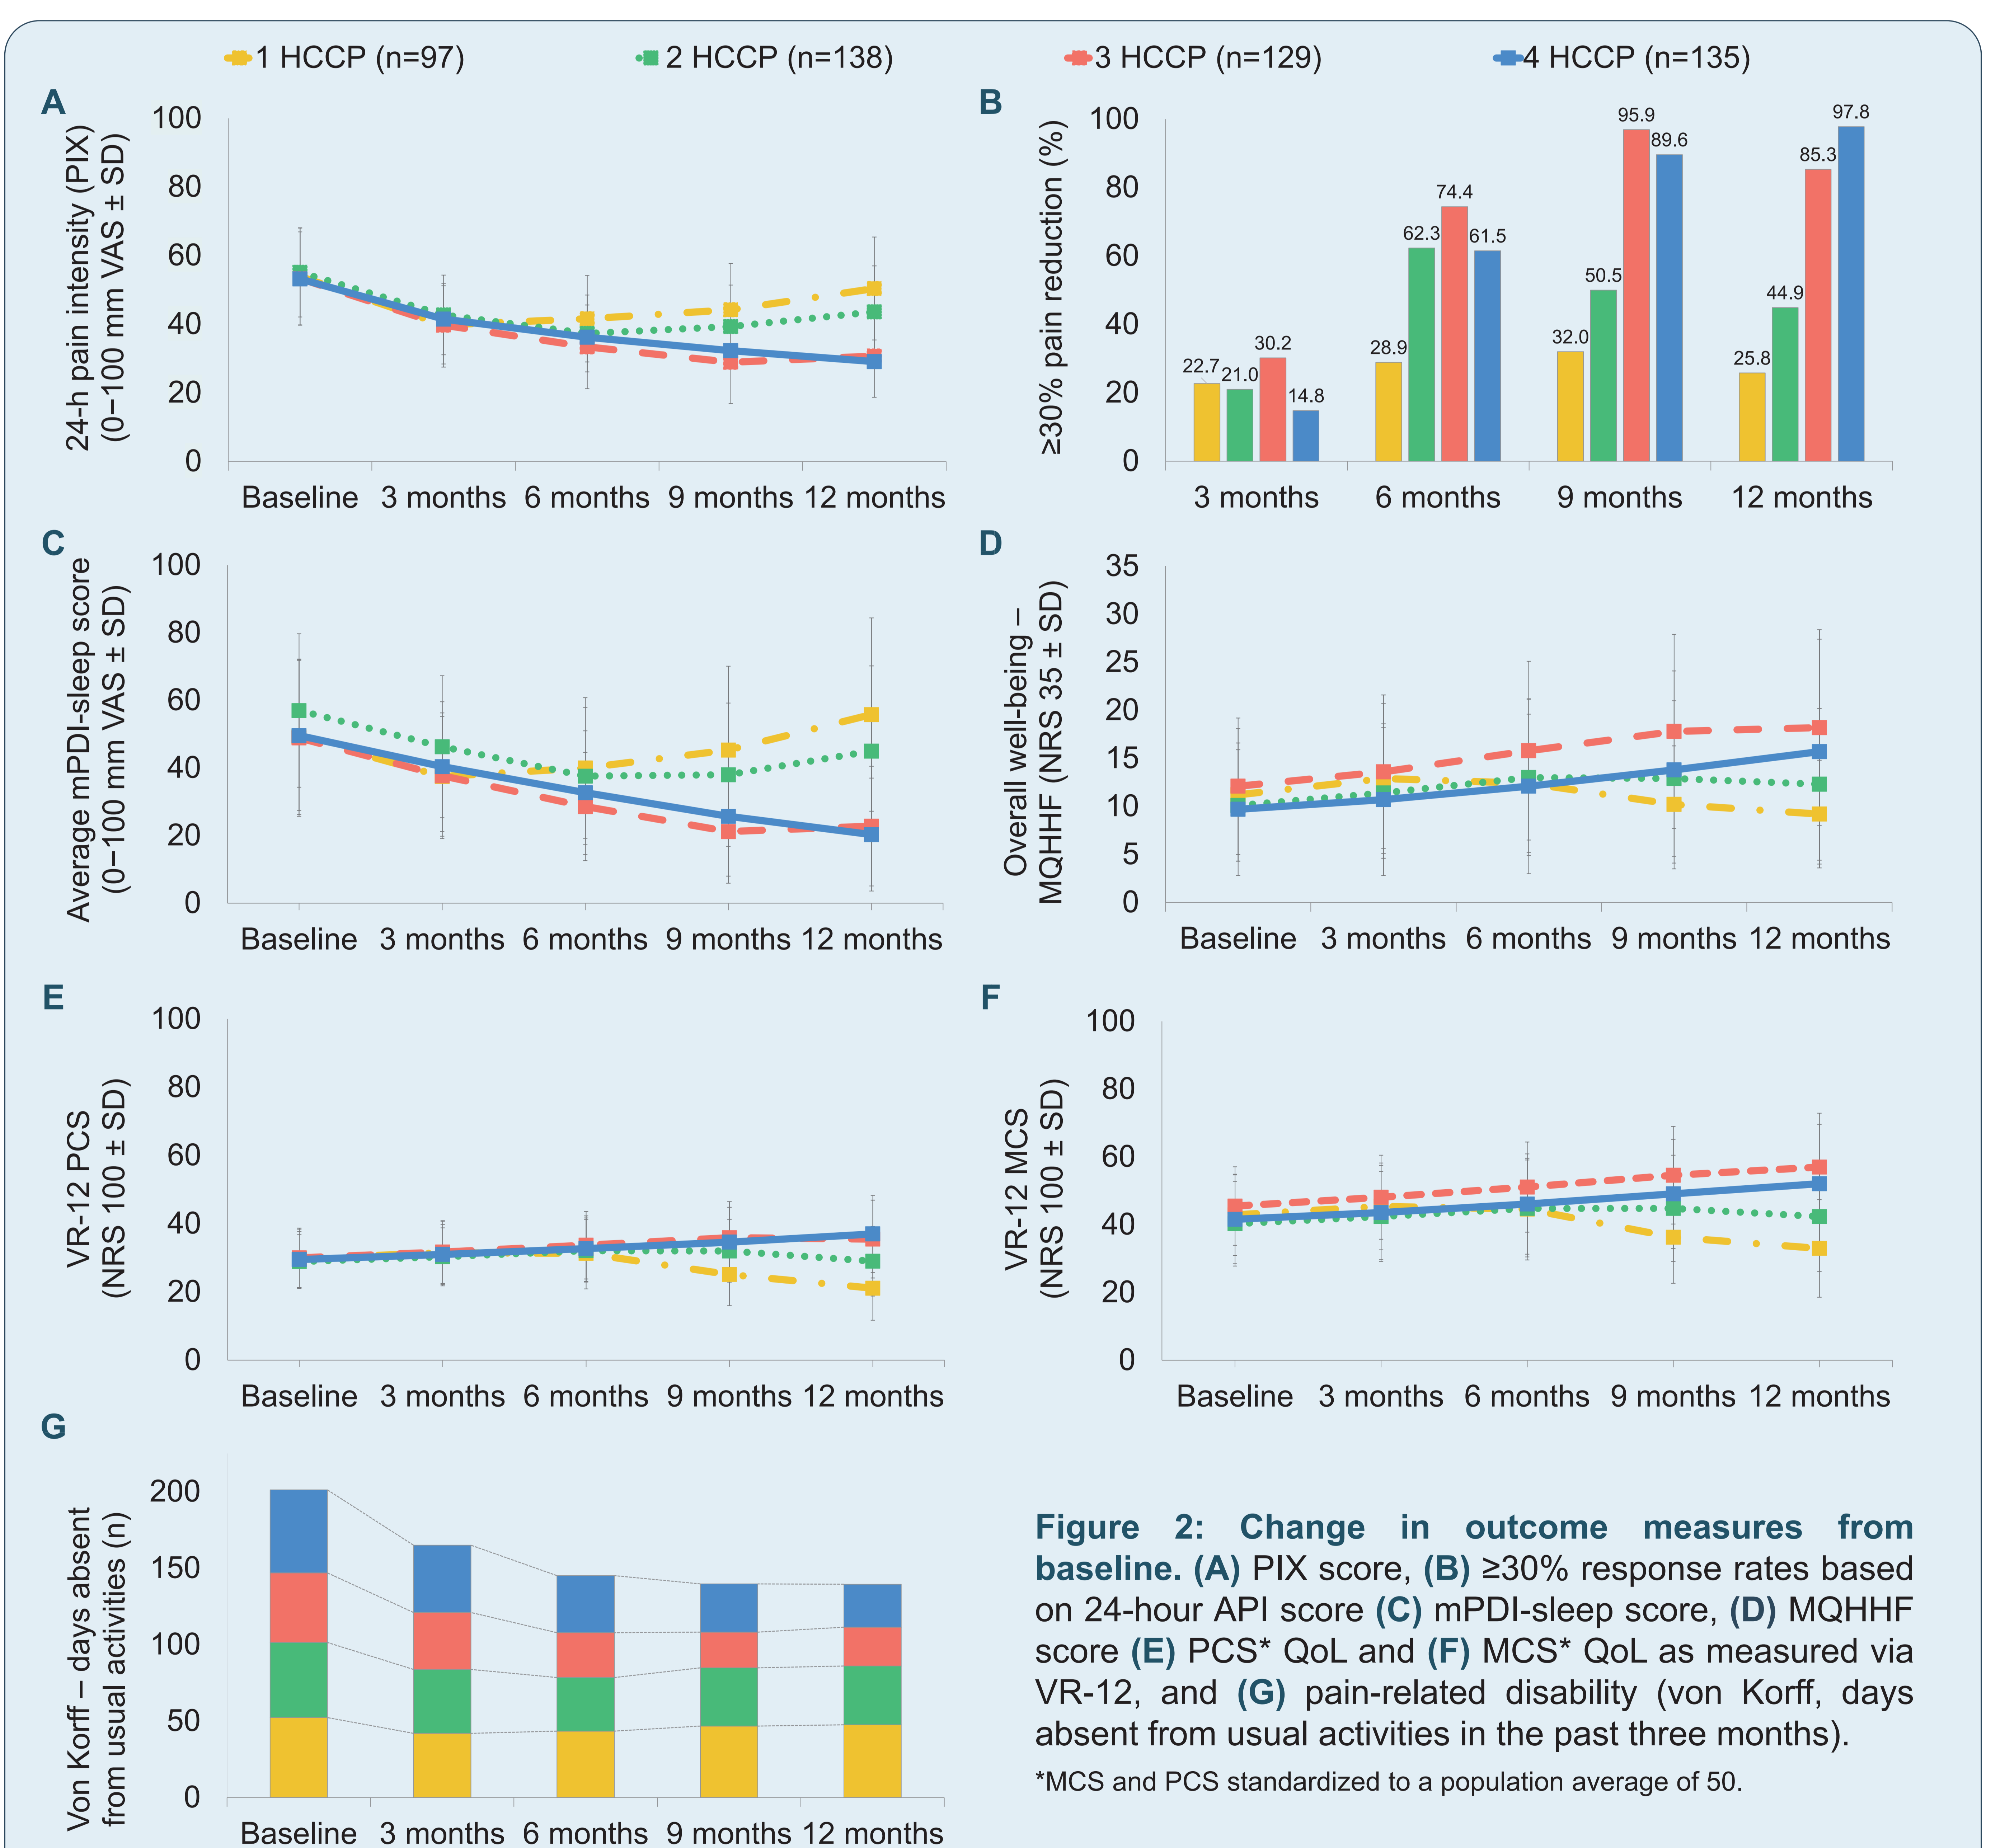 1 HCCP (n=97)
2 HCCP (n=138)
3 HCCP (n=129)
4 HCCP (n=135)
A
24-h pain intensity (PIX)
(0–100 mm VAS ± SD)
100
80
60
40
20
0
Baseline 3 months 6 months 9 months 12 months
B
≥30% pain reduction (%)
100
80
60
40
20
0
22.7 21.0 30.2 14.8
28.9 62.3 74.4 61.5
32.0 50.5 95.9 89.6
25.8 44.9 85.3 97.8
3 months 6 months 9 months 12 months
C
Average mPDI-sleep score
(0–100 mm VAS ± SD)
100
80
60
40
20
0
Baseline 3 months 6 months 9 months 12 months
D
Overall well-being –
MQHHF (NRS 35 ± SD)
35
30
25
20
15
10
5
0
Baseline 3 months 6 months 9 months 12 months
E
VR-12 PCS
(NRS 100 ± SD)
100
80
60
40
20
0
Baseline 3 months 6 months 9 months 12 months
F
VR-12 MCS
(NRS 100 ± SD)
100
80
60
40
20
0
Baseline 3 months 6 months 9 months 12 months
G
Von Korff – days absent
from usual activities (n)
200
150
100
50
0
Baseline 3 months 6 months 9 months 12 months
Figure 2: Change in outcome measures from
baseline. (A) PIX score, (B) ≥30% response rates based
on 24-hour API score (C) mPDI-sleep score, (D) MQHHF
score (E) PCS* QoL and (F) MCS* QoL as measured via
VR-12, and (G) pain-related disability (von Korff, days
absent from usual activities in the past three months).
*MCS and PCS standardized to a population average of 50.